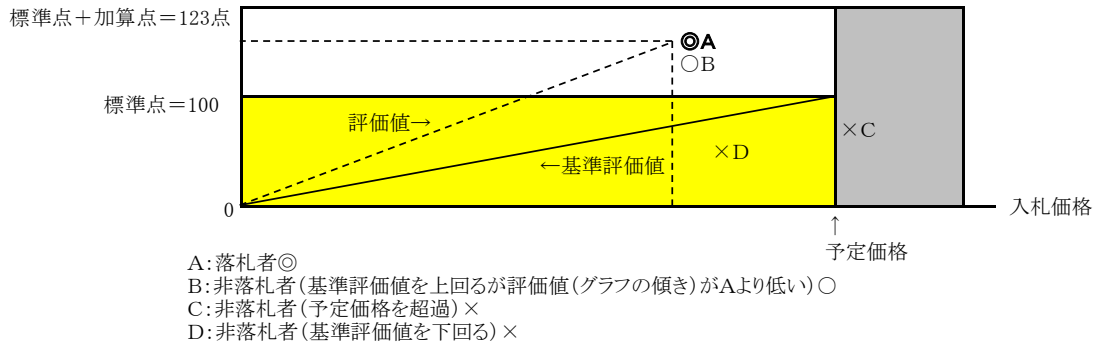 標準点＋加算点＝123点
◎A
○B
標準点＝100
評価値→
×C
×D
←基準評価値
0
入札価格
↑
予定価格
A：落札者◎
B：非落札者（基準評価値を上回るが評価値（グラフの傾き）がAより低い）○
C：非落札者（予定価格を超過）×
D：非落札者（基準評価値を下回る）×